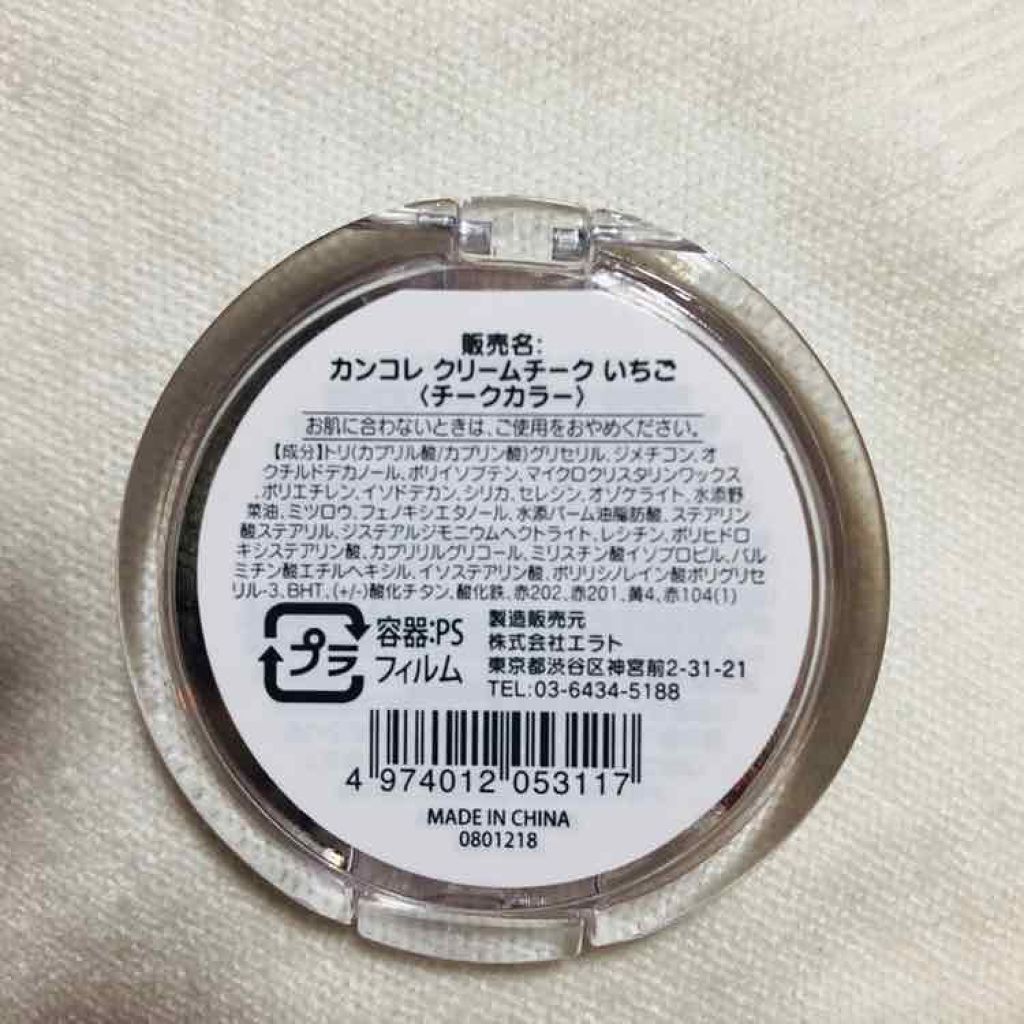 販売名:
カンコレ クリームチーク いちご
〈チークカラー〉
お肌に合わないときは、ご使用をおやめください。
【成分】トリ(カプリル酸/カプリン酸)グリセリル、ジメチコン、オ
クチルドデカノール、ポリイソブテン、マイクロクリスタリンワックス
、ポリエチレン、イソドデカン、シリカ、セレシン、オゾケライト、水添野
菜油、ミツロウ、フェノキシエタノール、水添パーム油脂肪酸、ステアリン
酸ステアリル、ジステアルジモニウムヘクトライト、レシチン、ポリヒドロ
キシステアリン酸、カプリリルグリコール、ミリスチン酸イソプロピル、パル
ミチン酸エチルヘキシル、イソステアリン酸、ポリリシノレイン酸ポリグリセ
リル-3、BHT、(+/-)酸化チタン、酸化鉄、赤202、赤201、黄4、赤104(1)
プラ
容器:PS
フィルム
製造販売元
株式会社エラト
東京都渋谷区神宮前2-31-21
TEL:03-6434-5188
4 974012 053117
MADE IN CHINA
0801218